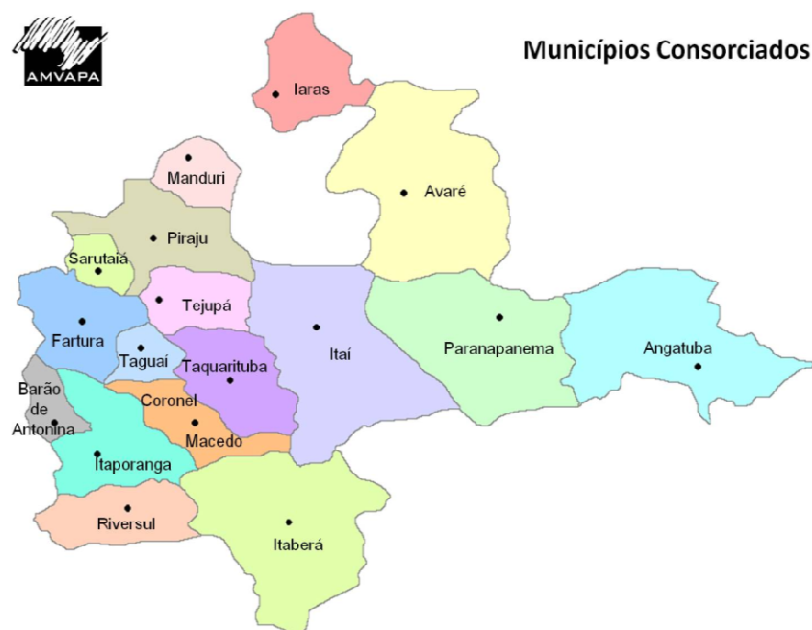 AMVAPA
Municípios Consorciados
Iaras
Manduri
Avaré
Piraju
Sarutaiá
Tejupá
Fartura
Taguaí
Taquarituba
Itaí
Paranapanema
Angatuba
Barão
de
Antonina
Coronel
Macedo
Itaporanga
Riversul
Itaberá